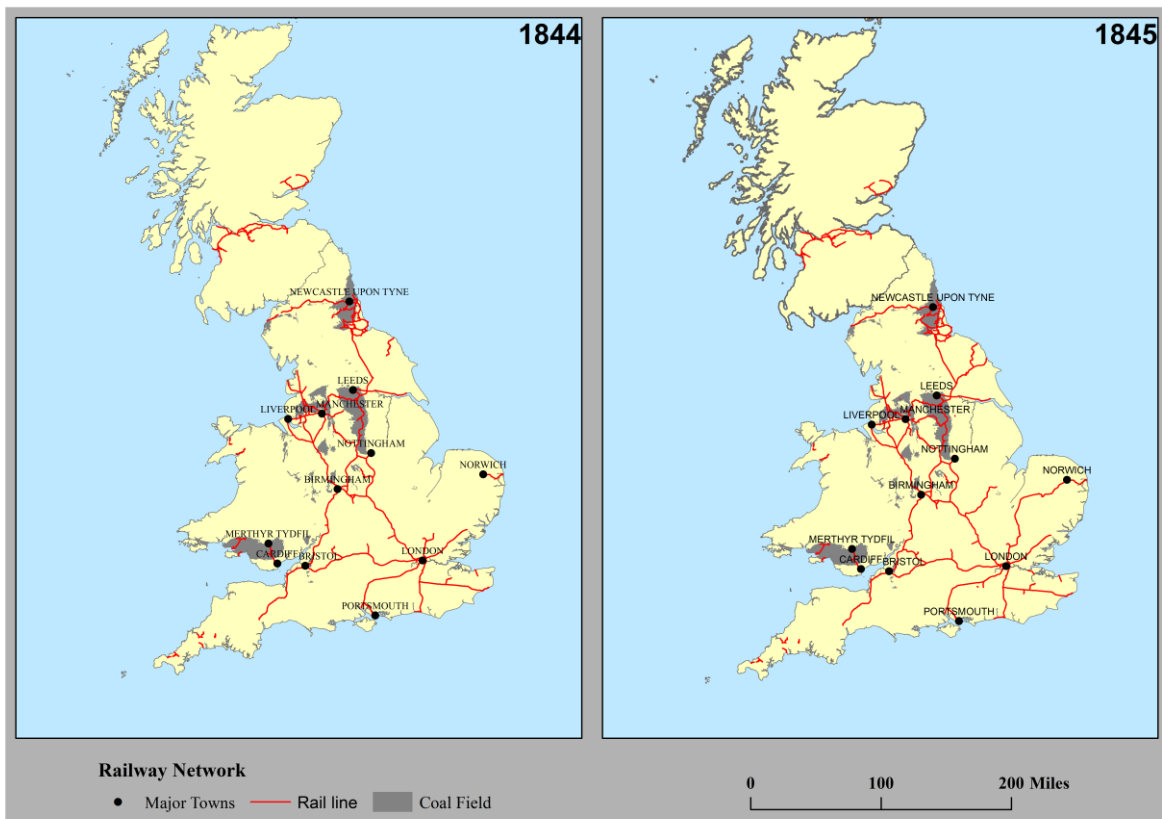 1844
NEWCASTLE UPON TYNE
LEEDS
LIVERPOOL
MANCHESTER
NOTTINGHAM
NORWICH
BIRMINGHAM
MERTHYR TYDFIL
CARDIFF
BRISTOL
LONDON
PORTSMOUTH
1845
NEWCASTLE UPON TYNE
LEEDS
LIVERPOOL
MANCHESTER
NOTTINGHAM
NORWICH
BIRMINGHAM
MERTHYR TYDFIL
CARDIFF
BRISTOL
LONDON
PORTSMOUTH
Railway Network
Major Towns
Rail line
Coal Field
0 100 200 Miles